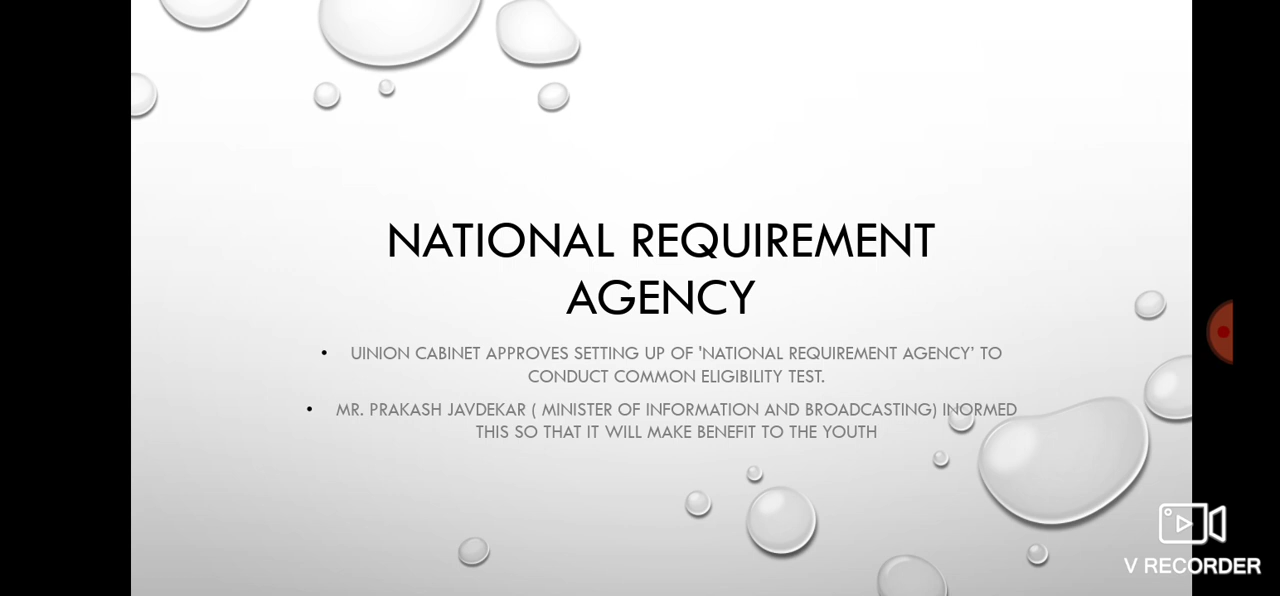 NATIONAL REQUIREMENT
AGENCY
• UINION CABINET APPROVES SETTING UP OF 'NATIONAL REQUIREMENT AGENCY' TO
CONDUCT COMMON ELIGIBILITY TEST.
• MR. PRAKASH JAVDEKAR ( MINISTER OF INFORMATION AND BROADCASTING) INORMED
THIS SO THAT IT WILL MAKE BENEFIT TO THE YOUTH
V RECORDER